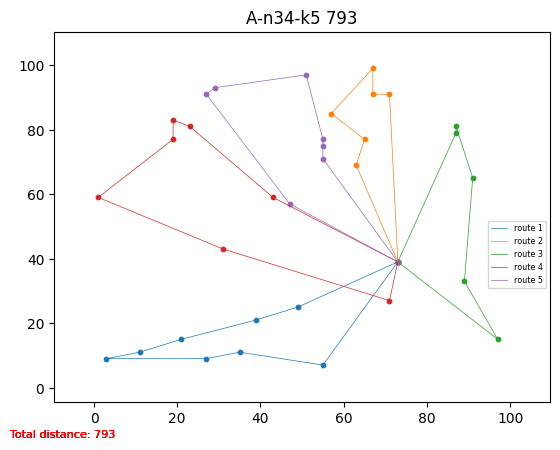 A-n34-k5 793
100
80
60
40
20
0
route 1
route 2
route 3
route 4
route 5
0 20 40 60 80 100
Total distance: 793